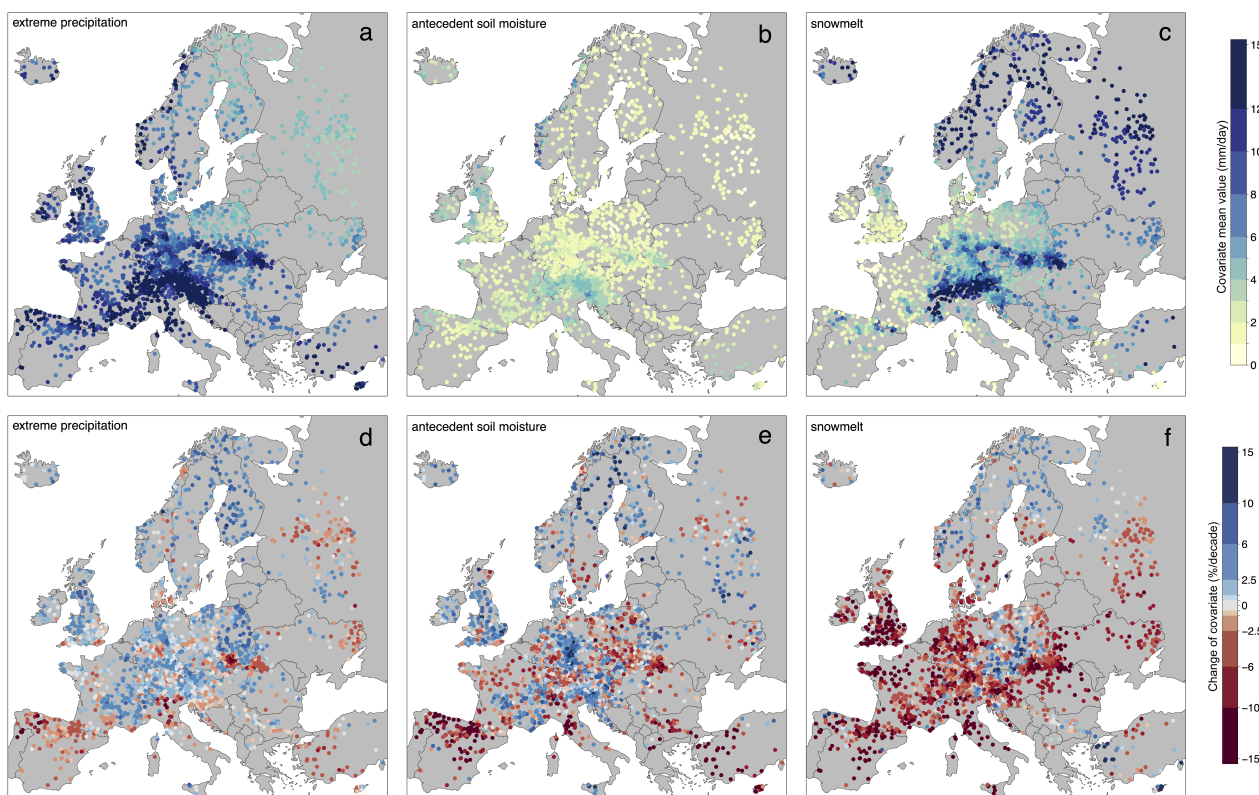 extreme precipitation
a
antecedent soil moisture
b
snowmelt
c
15
12
10
8
6
4
2
0
Covariate mean value (mm/day)
extreme precipitation
d
antecedent soil moisture
e
snowmelt
f
15
10
6
2.5
0
−2.5
−6
−10
−15
Change of covariate (%/decade)